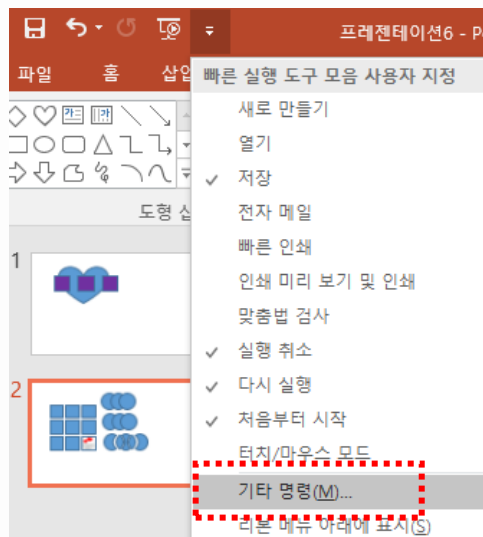 프레젠테이션6 - P
파일 홈 삽입
빠른 실행 도구 모음 사용자 지정
새로 만들기
열기
저장
전자 메일
빠른 인쇄
인쇄 미리 보기 및 인쇄
맞춤법 검사
실행 취소
다시 실행
처음부터 시작
터치/마우스 모드
기타 명령(M)...
리본 메뉴 아래에 표시(S)
가 가
도형 삽
1
2